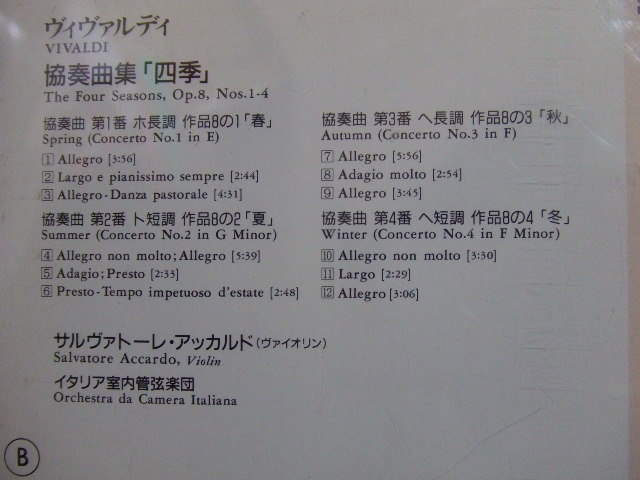 ヴィヴァルディ
VIVALDI
協奏曲集「四季」
The Four Seasons, Op.8, Nos.1-4
協奏曲 第1番 ホ長調 作品8の1「春」
Spring (Concerto No.1 in E)
1 Allegro [3:56]
2 Largo e pianissimo sempre [2:44]
3 Allegro-Danza pastorale [4:31]
協奏曲 第2番 ト短調 作品8の2「夏」
Summer (Concerto No.2 in G Minor)
4 Allegro non molto; Allegro [5:39]
5 Adagio; Presto [2:33]
6 Presto-Tempo impetuoso d'estate [2:48]
協奏曲 第3番 ヘ長調 作品8の3「秋」
Autumn (Concerto No.3 in F)
7 Allegro [5:56]
8 Adagio molto [2:54]
9 Allegro [3:45]
協奏曲 第4番 ヘ短調 作品8の4「冬」
Winter (Concerto No.4 in F Minor)
10 Allegro non molto [3:30]
11 Largo [2:29]
12 Allegro [3:06]
サルヴァトーレ・アッカルド(ヴァイオリン)
Salvatore Accardo, Violin
イタリア室内管弦楽団
Orchestra da Camera Italiana
B